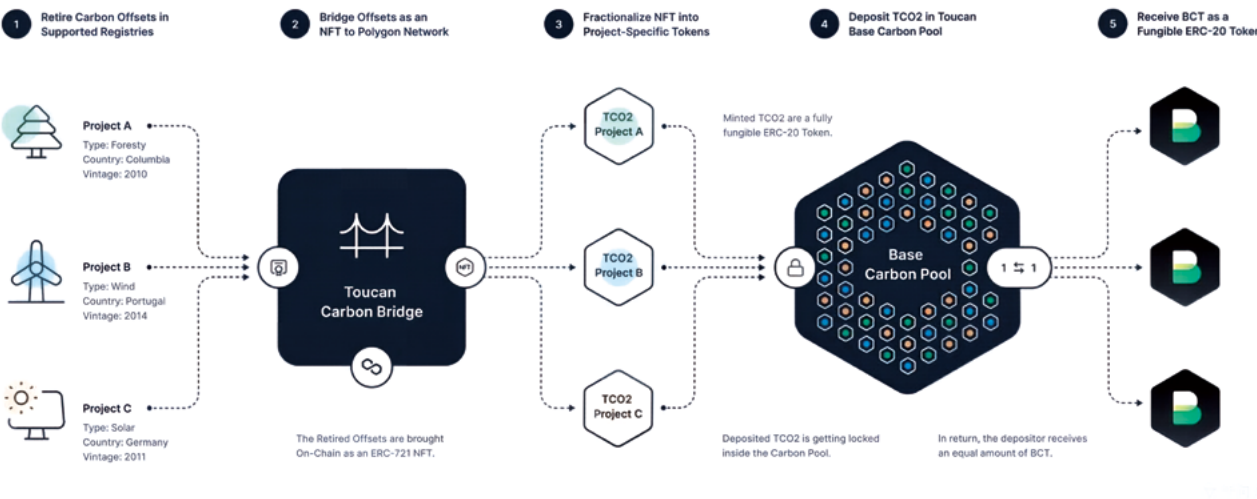 1
Retire Carbon Offsets in
Supported Registries
2
Bridge Offsets as an
NFT to Polygon Network
3
Fractionalize NFT into
Project-Specific Tokens
4
Deposit TCO2 in Toucan
Base Carbon Pool
5
Receive BCT as a
Fungible ERC-20 Token
Project A
Type: Foresty
Country: Columbia
Vintage: 2010
Project B
Type: Wind
Country: Portugal
Vintage: 2014
Project C
Type: Solar
Country: Germany
Vintage: 2011
Toucan
Carbon Bridge
NFT
The Retired Offsets are brought
On-Chain as an ERC-721 NFT.
TCO2
Project A
TCO2
Project B
TCO2
Project C
Minted TCO2 are a fully
fungible ERC-20 Token.
Base
Carbon Pool
1 ⇆ 1
Deposited TCO2 is getting locked
inside the Carbon Pool.
In return, the depositor receives
an equal amount of BCT.
B
B
B